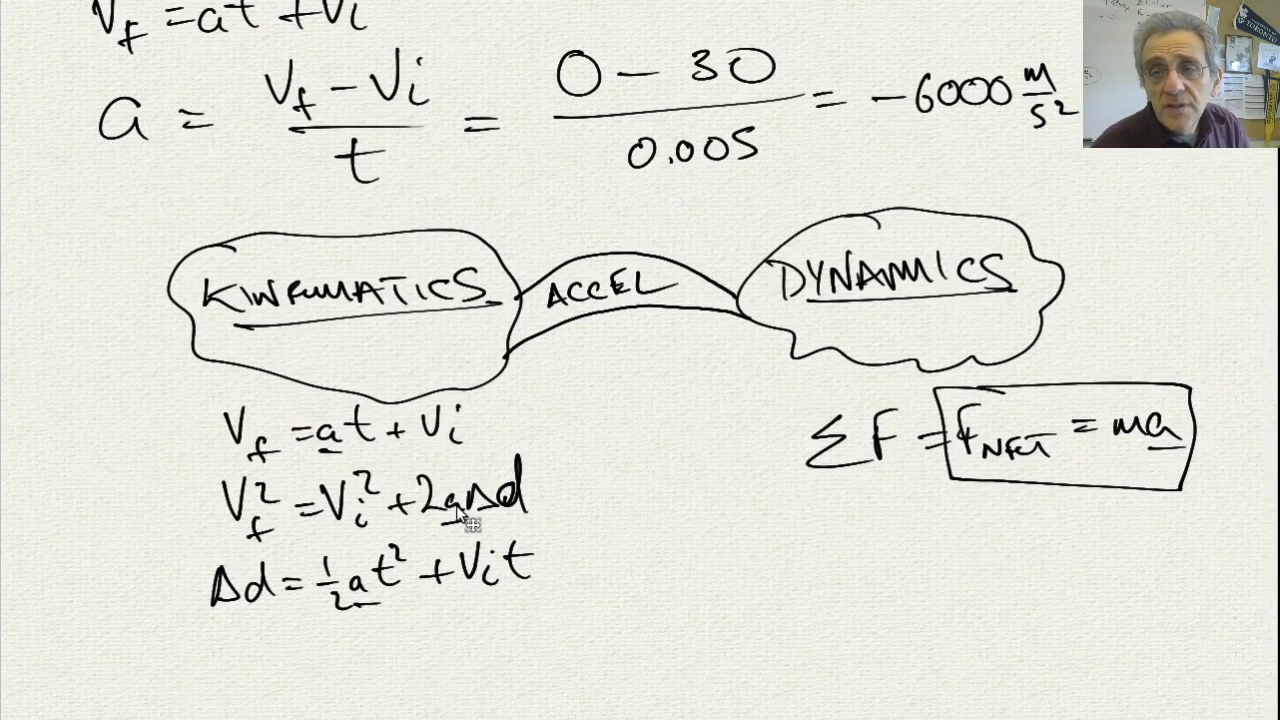 Vf = at + Vi
a = (Vf - Vi)/t = (0 - 30)/0.005 = -6000 m/s²
KINEMATICS ACCEL DYNAMICS
Vf = at + Vi
ΣF = FNET = ma
Vf² = Vi² + 2aΔd
Δd = ½at² + Vit
TORONTO